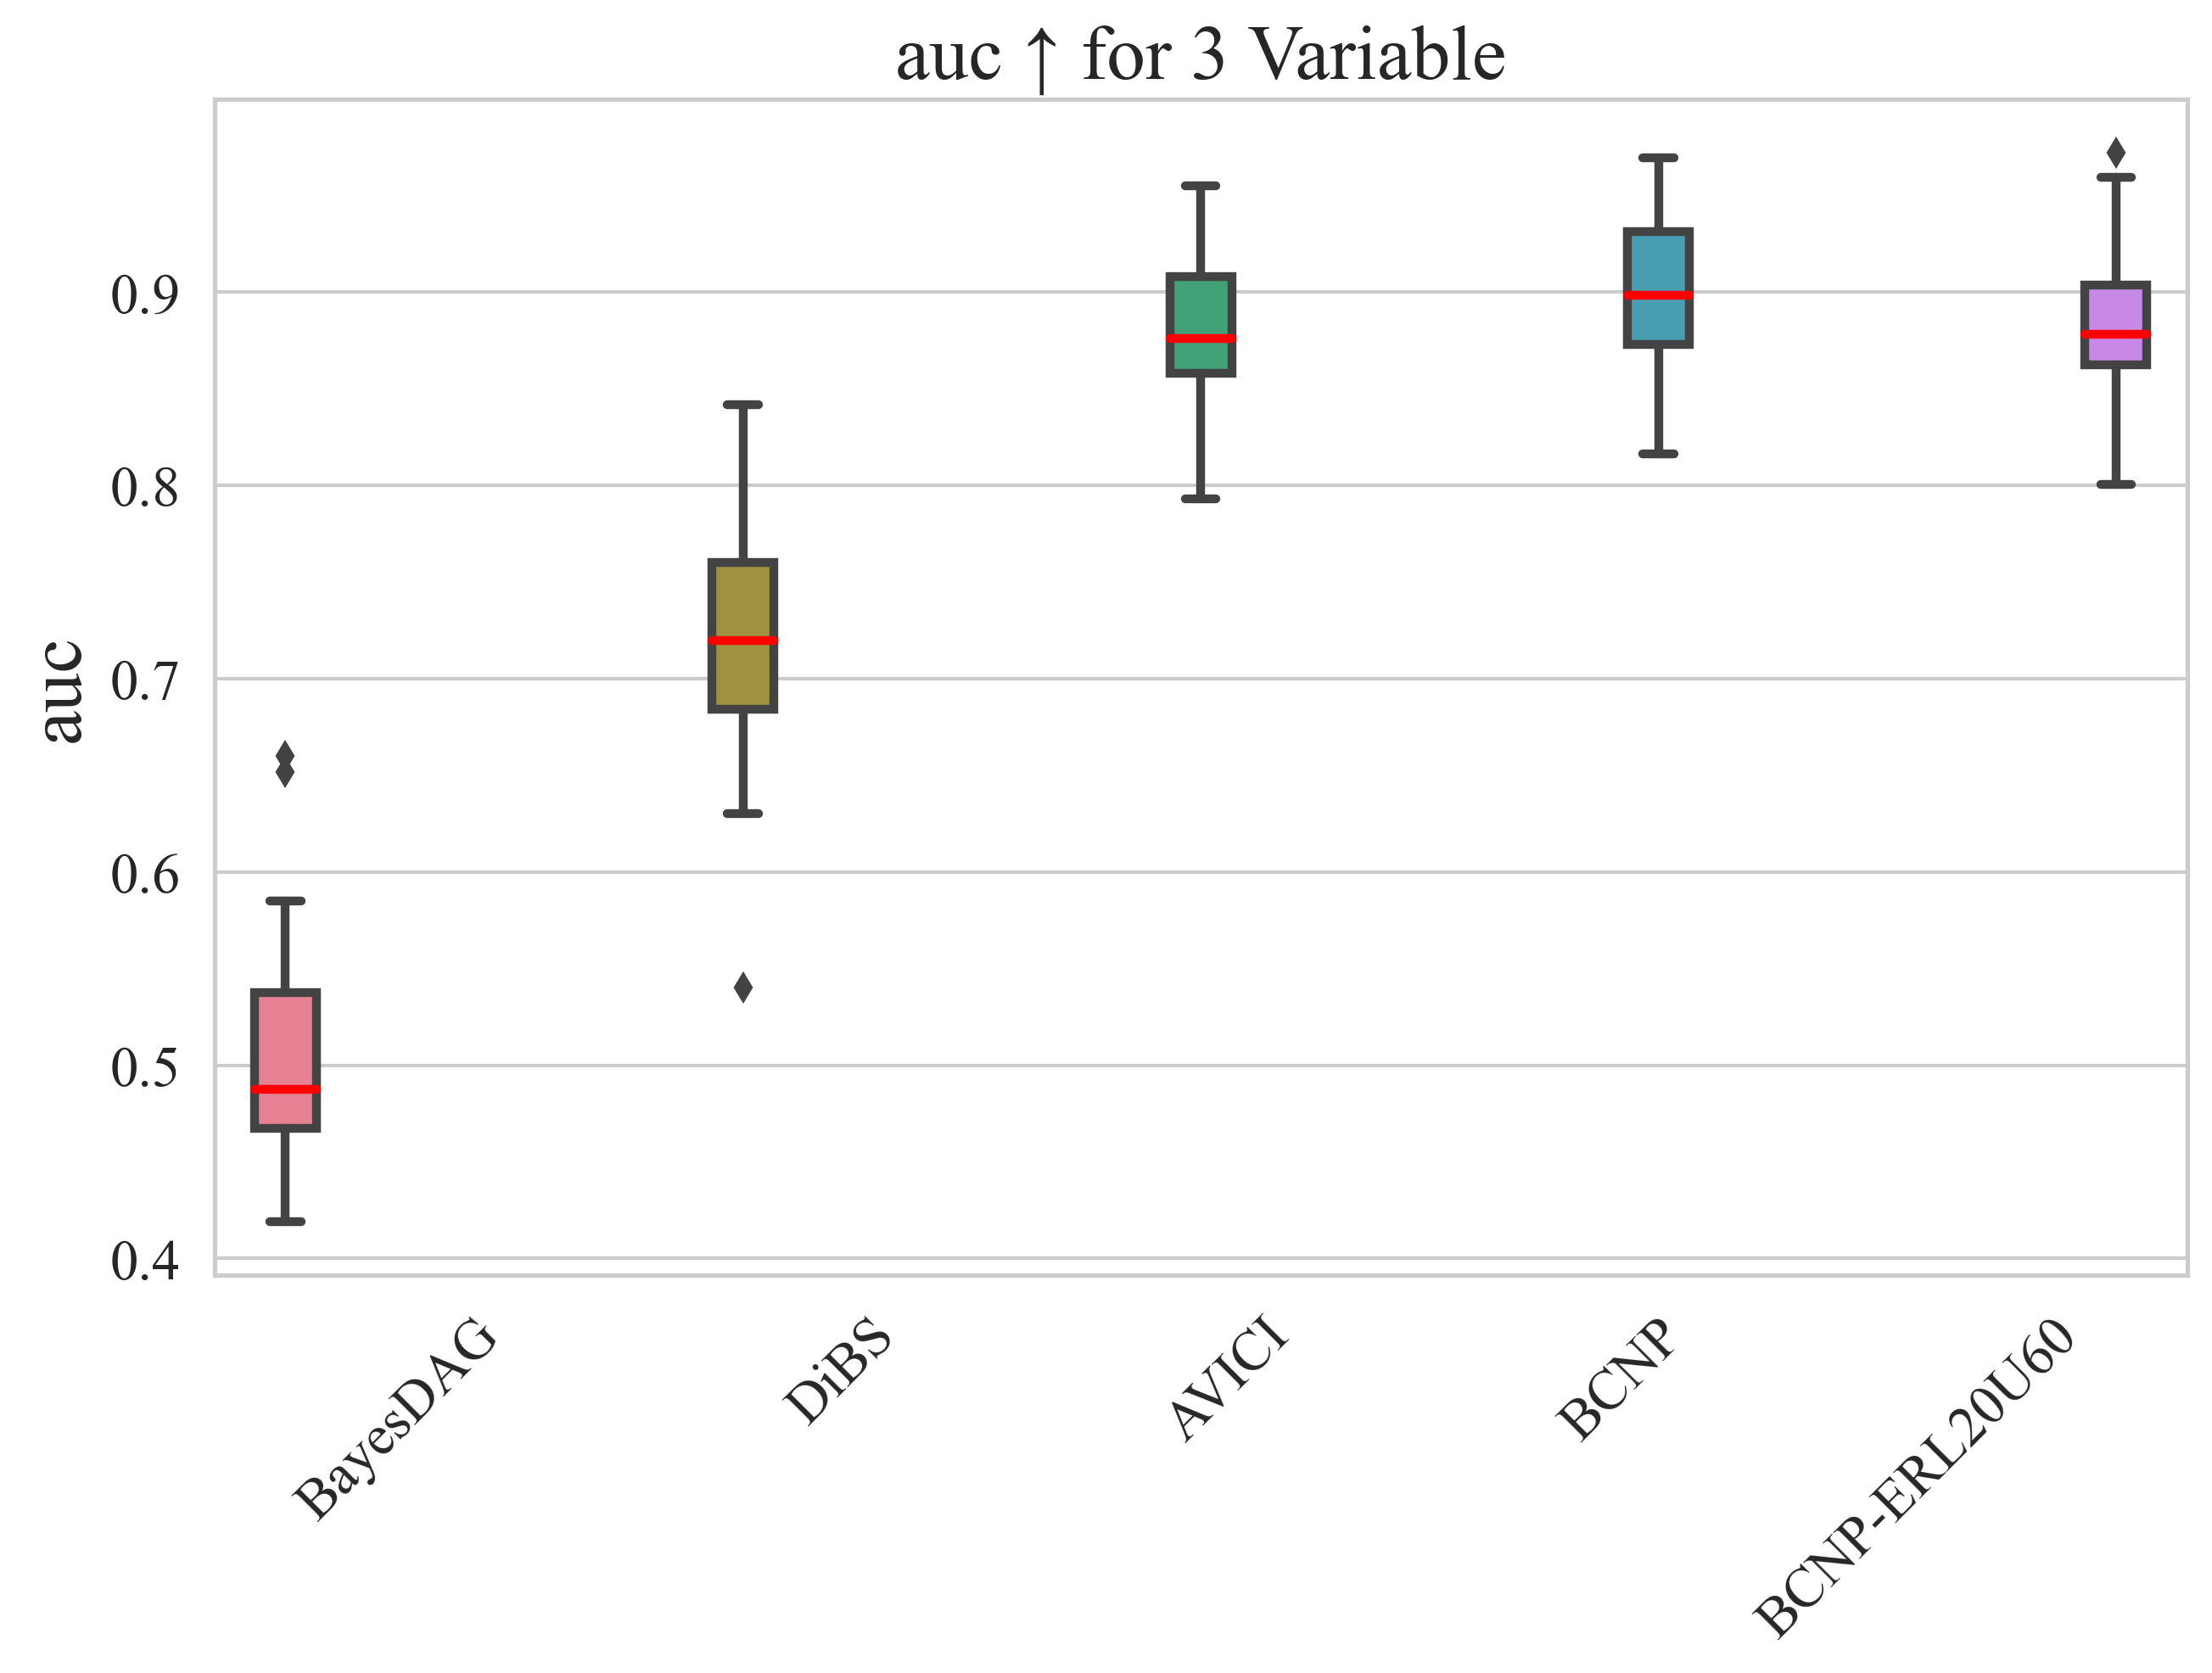 auc ↑ for 3 Variable
auc
0.9
0.8
0.7
0.6
0.5
0.4
BayesDAG
DiBS
AVICI
BCNP
BCNP-ERL20U60